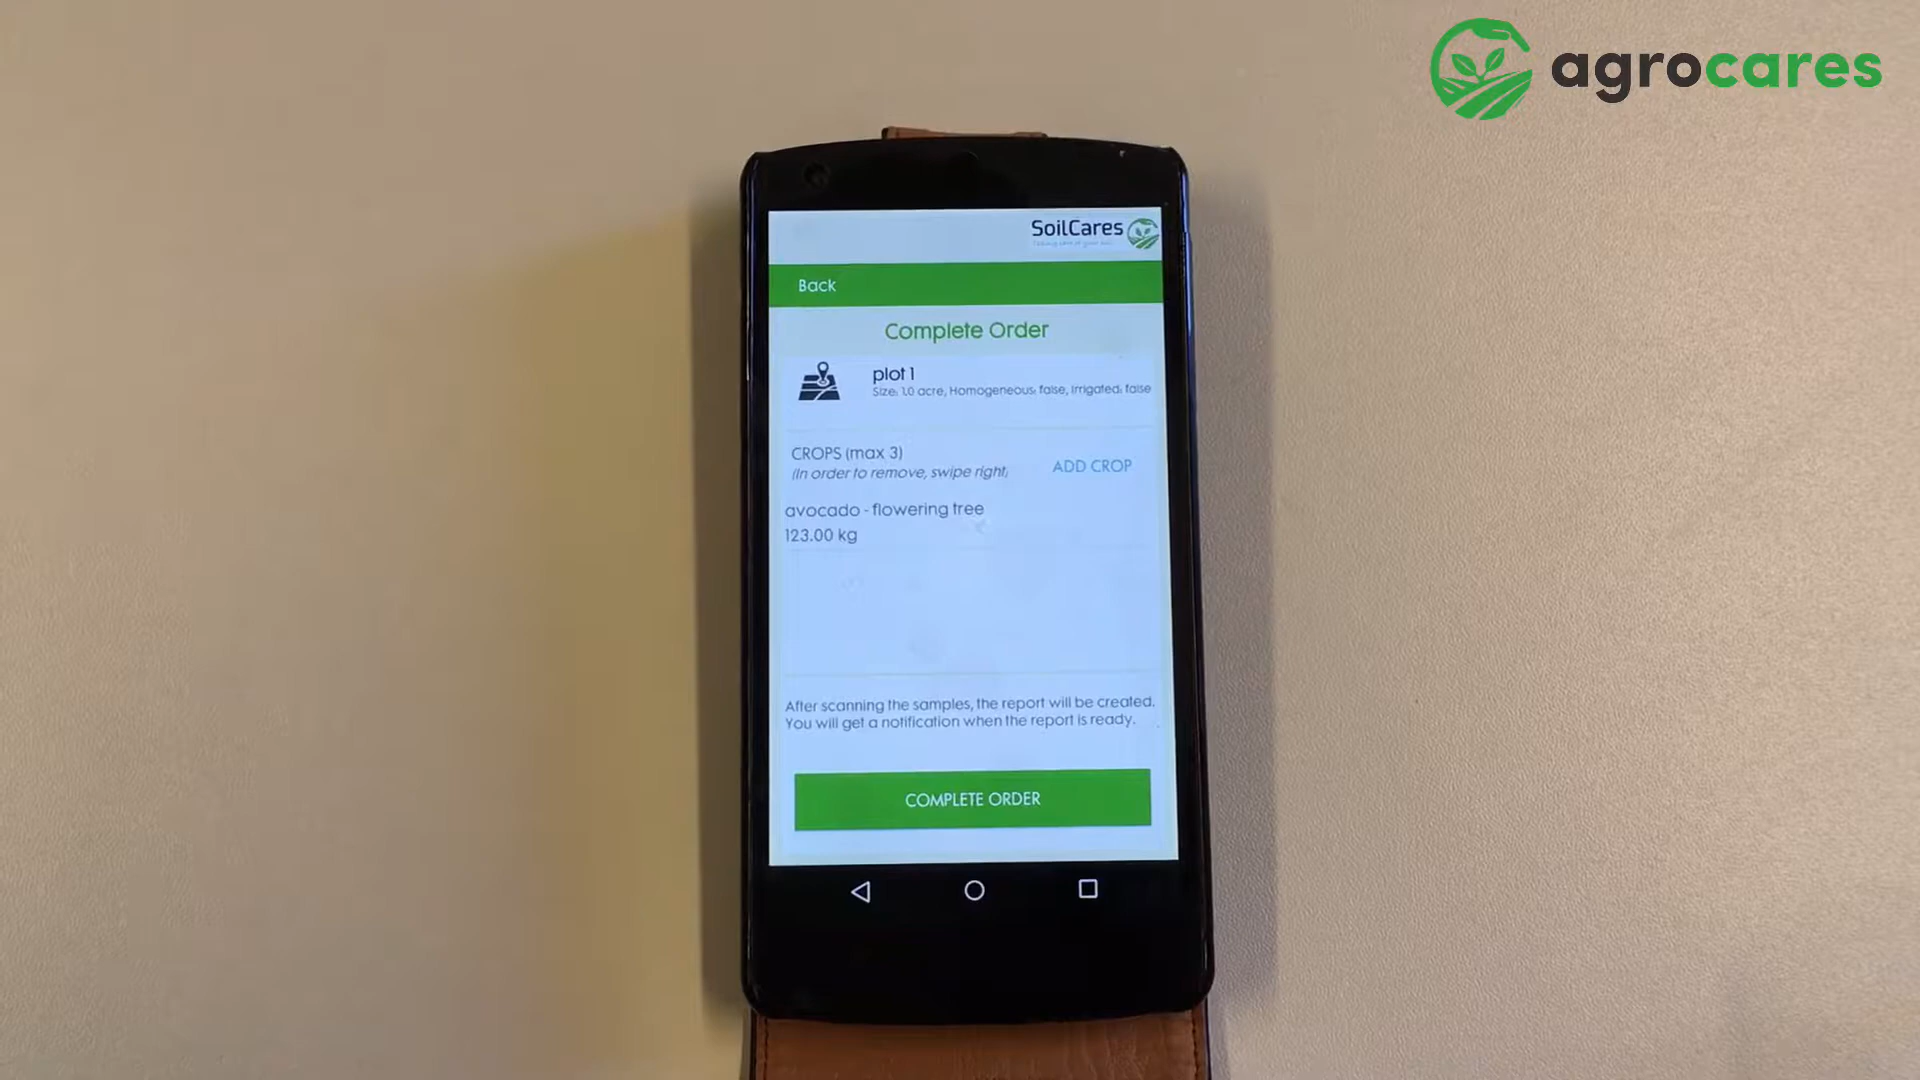 agrocares
SoilCares
Back
Complete Order
plot 1
Size: 1.0 acre, Homogeneous: false, Irrigated: false
CROPS (max 3)
(In order to remove, swipe right)
ADD CROP
avocado - flowering tree
123.00 kg
After scanning the samples, the report will be created.
You will get a notification when the report is ready.
COMPLETE ORDER